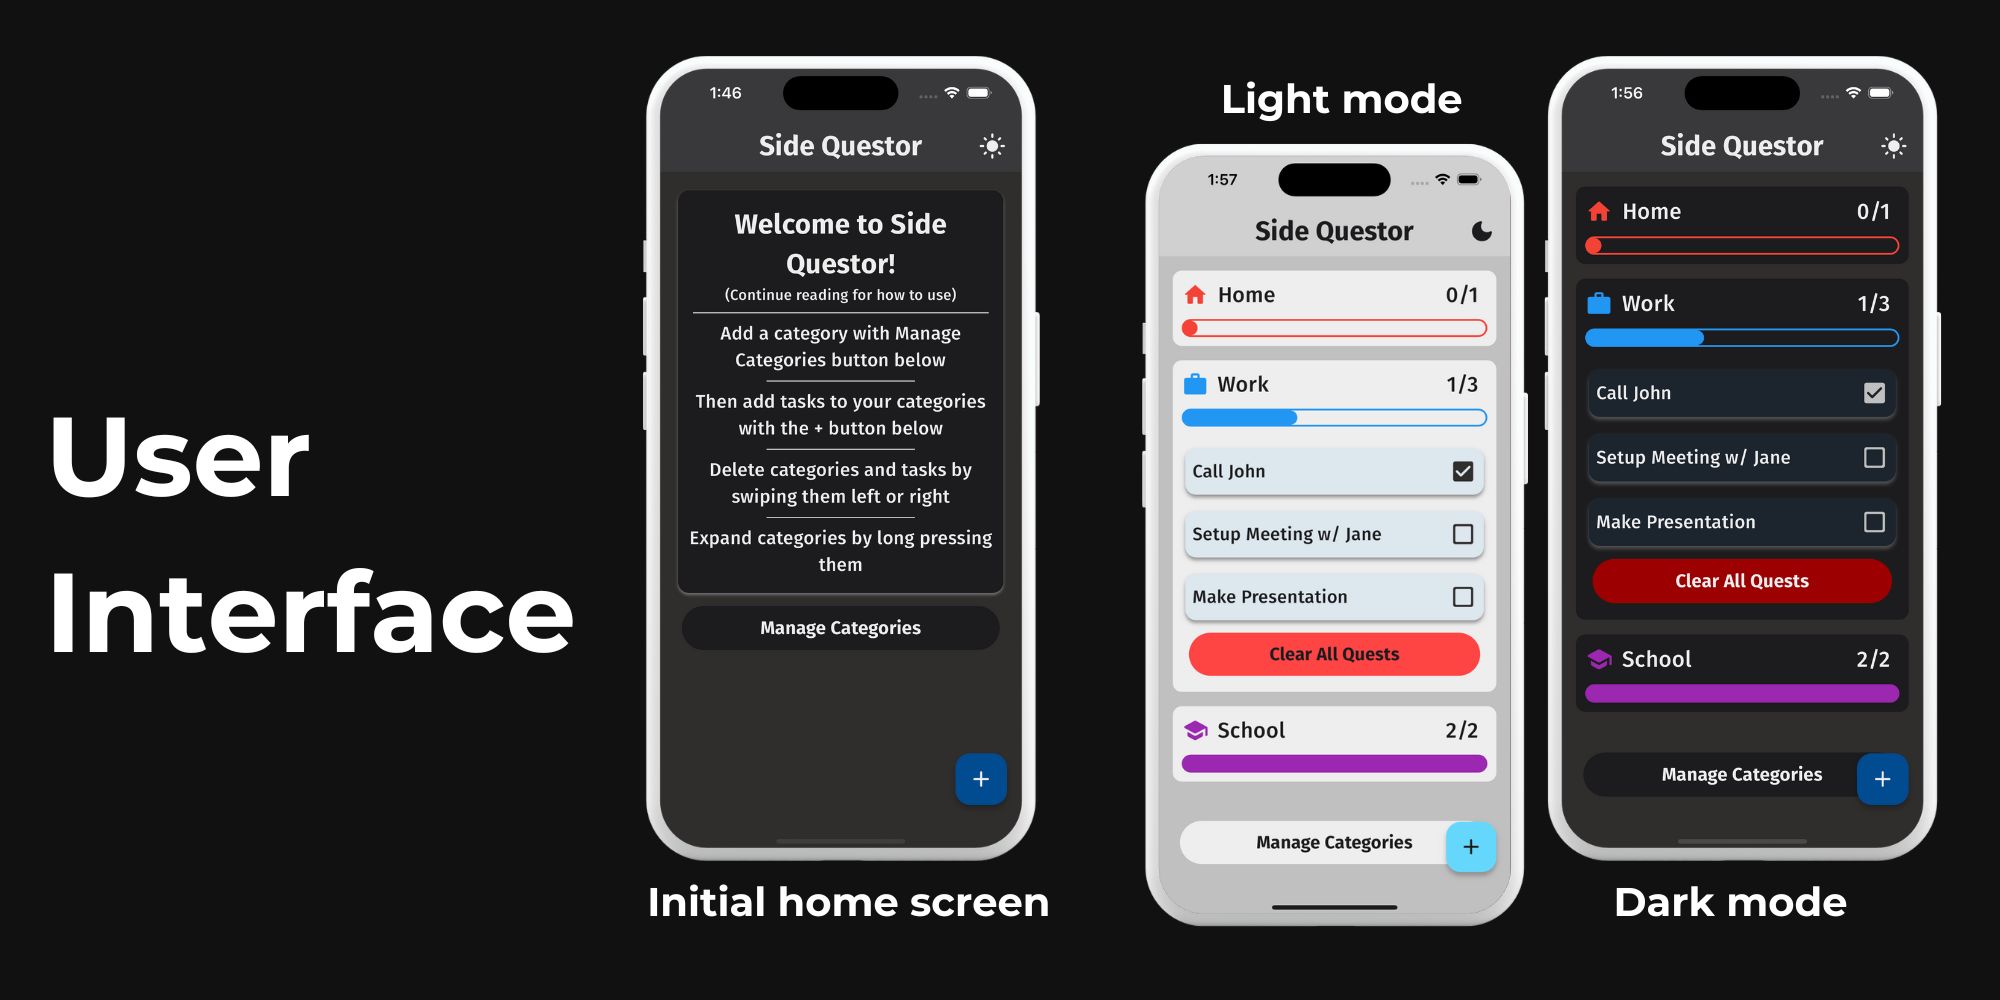 User
Interface
1:46
Side Questor
Welcome to Side
Questor!
(Continue reading for how to use)
Add a category with Manage
Categories button below
Then add tasks to your categories
with the + button below
Delete categories and tasks by
swiping them left or right
Expand categories by long pressing
them
Manage Categories
+
Initial home screen
Light mode
1:57
Side Questor
Home 0/1
Work 1/3
Call John
Setup Meeting w/ Jane
Make Presentation
Clear All Quests
School 2/2
Manage Categories
+
1:56
Side Questor
Home 0/1
Work 1/3
Call John
Setup Meeting w/ Jane
Make Presentation
Clear All Quests
School 2/2
Manage Categories
+
Dark mode